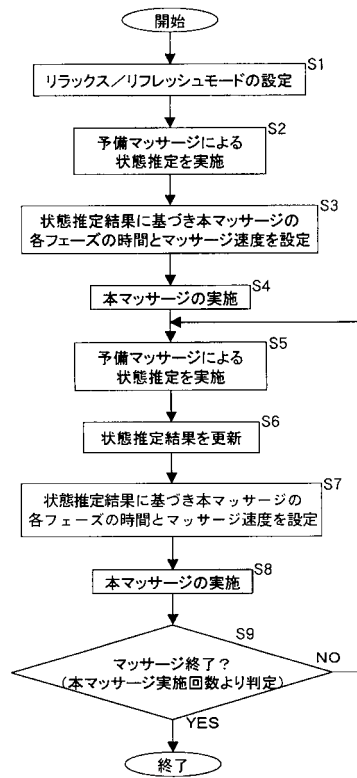 開始
S1
リラックス／リフレッシュモードの設定
S2
予備マッサージによる
状態推定を実施
S3
状態推定結果に基づき本マッサージの
各フェーズの時間とマッサージ速度を設定
S4
本マッサージの実施
S5
予備マッサージによる
状態推定を実施
S6
状態推定結果を更新
S7
状態推定結果に基づき本マッサージの
各フェーズの時間とマッサージ速度を設定
S8
本マッサージの実施
S9
マッサージ終了？
（本マッサージ実施回数より判定）
NO
YES
終了